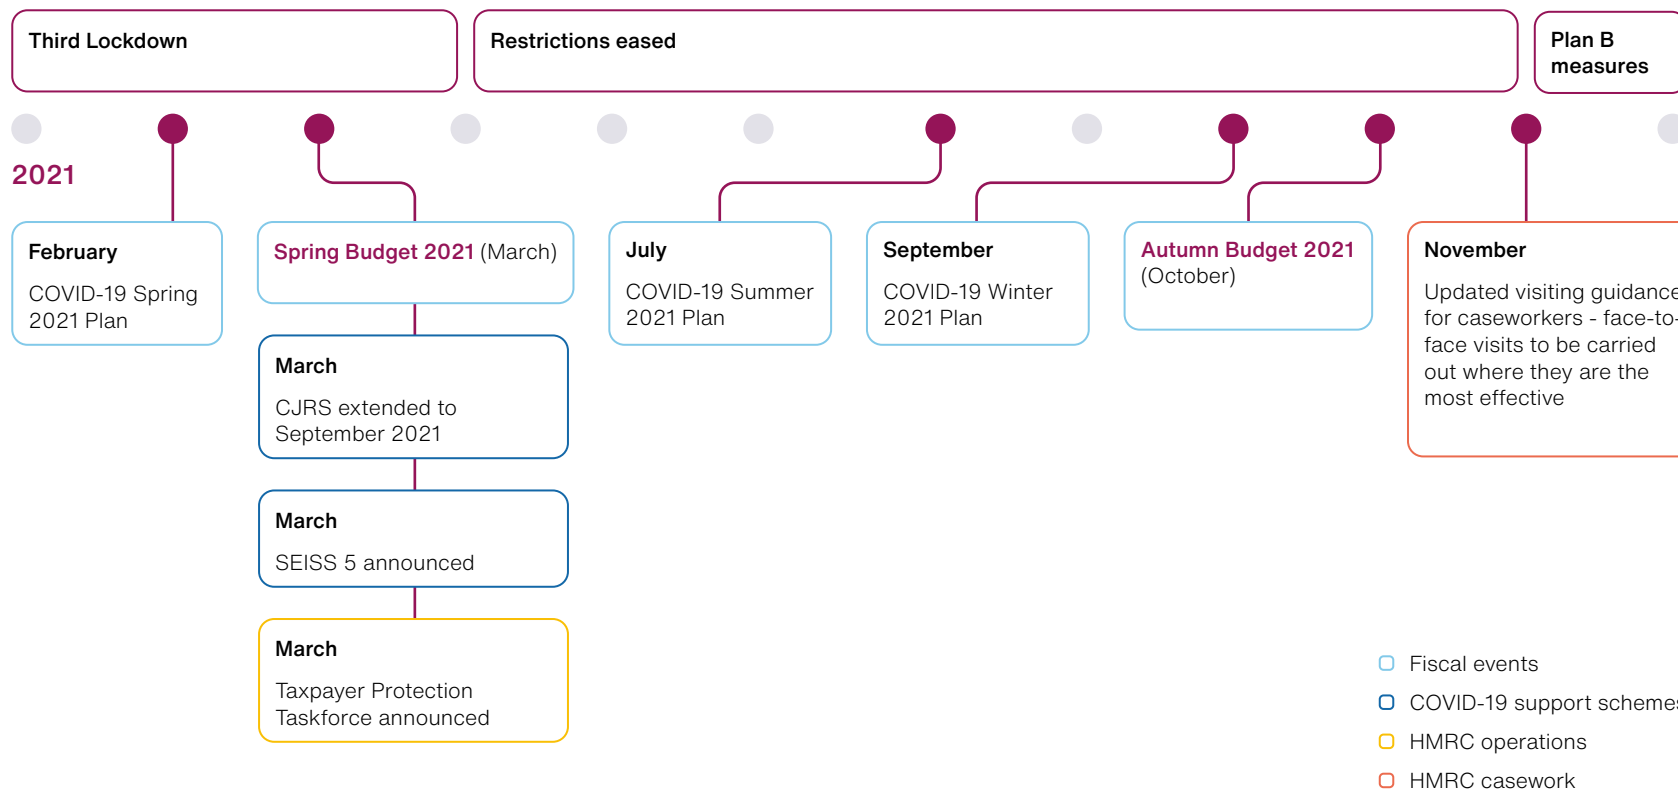 Third Lockdown
Restrictions eased
Plan B
measures
2021
February
COVID-19 Spring
2021 Plan
Spring Budget 2021 (March)
March
CJRS extended to
September 2021
March
SEISS 5 announced
March
Taxpayer Protection
Taskforce announced
July
COVID-19 Summer
2021 Plan
September
COVID-19 Winter
2021 Plan
Autumn Budget 2021
(October)
November
Updated visiting guidance
for caseworkers - face-to-
face visits to be carried
out where they are the
most effective
Fiscal events
COVID-19 support schemes
HMRC operations
HMRC casework